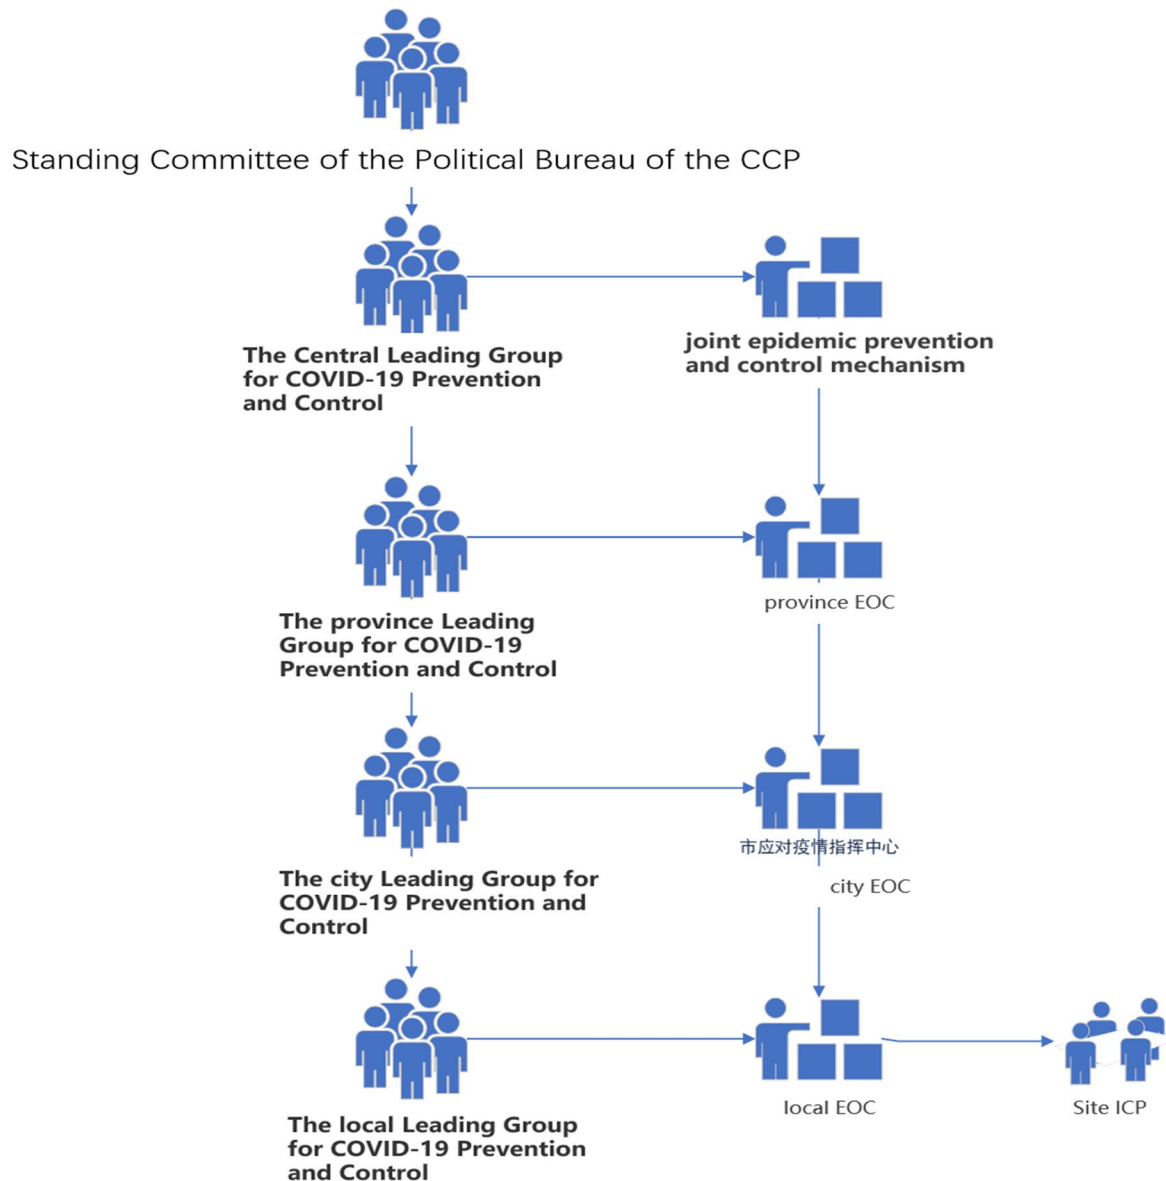 Standing Committee of the Political Bureau of the CCP
The Central Leading Group
for COVID-19 Prevention
and Control
joint epidemic prevention
and control mechanism
The province Leading
Group for COVID-19
Prevention and Control
province EOC
The city Leading Group for
COVID-19 Prevention and
Control
市应对疫情指挥中心
city EOC
The local Leading Group
for COVID-19 Prevention
and Control
local EOC
Site ICP